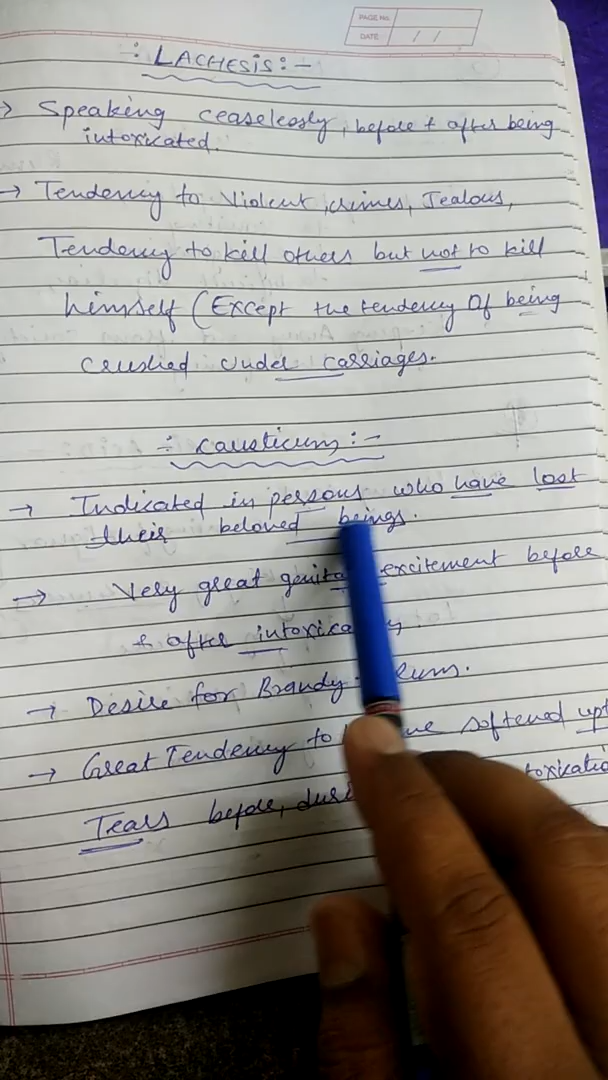 PAGE No.
DATE / /
÷ LACHESIS :-
→ Speaking ceaselessly, before + after being
intoxicated.
→ Tendency to violent, crimes, Jealous,
Tendency to kill others but not to kill
himself (Except the tendency Of being
crushed under carriages.
÷ Causticum :-
→ Indicated in persons who have lost
their beloved beings.
→ Very great excitement before
+ after
→ Desire for Brandy Rum.
→ Great Tendency to softened
Tears before,